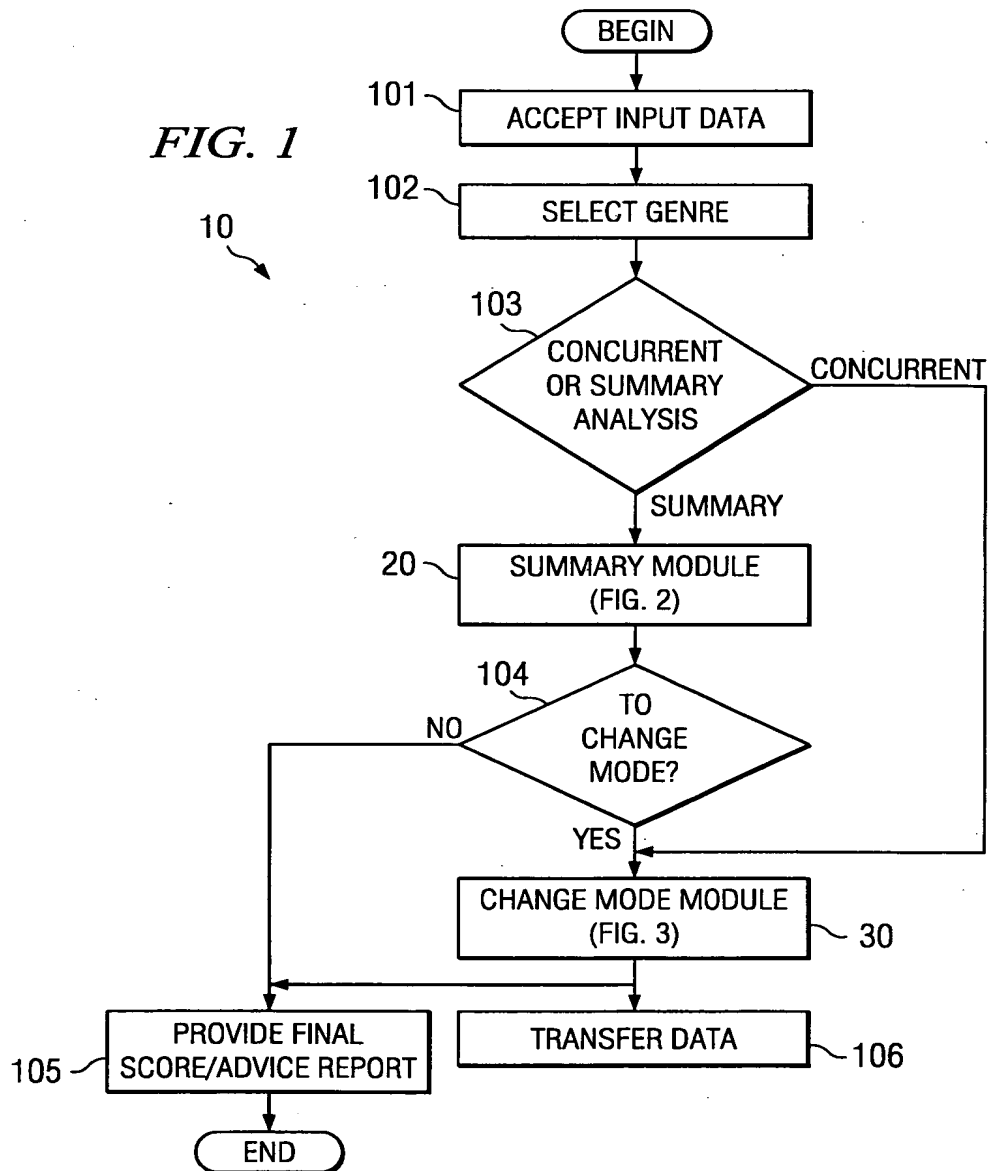 BEGIN
101
ACCEPT INPUT DATA
FIG. 1
102
SELECT GENRE
10
103
CONCURRENT
OR SUMMARY
ANALYSIS
CONCURRENT
SUMMARY
20
SUMMARY MODULE
(FIG. 2)
104
TO
CHANGE
MODE?
NO
YES
CHANGE MODE MODULE
(FIG. 3)
30
PROVIDE FINAL
SCORE/ADVICE REPORT
105
TRANSFER DATA
106
END